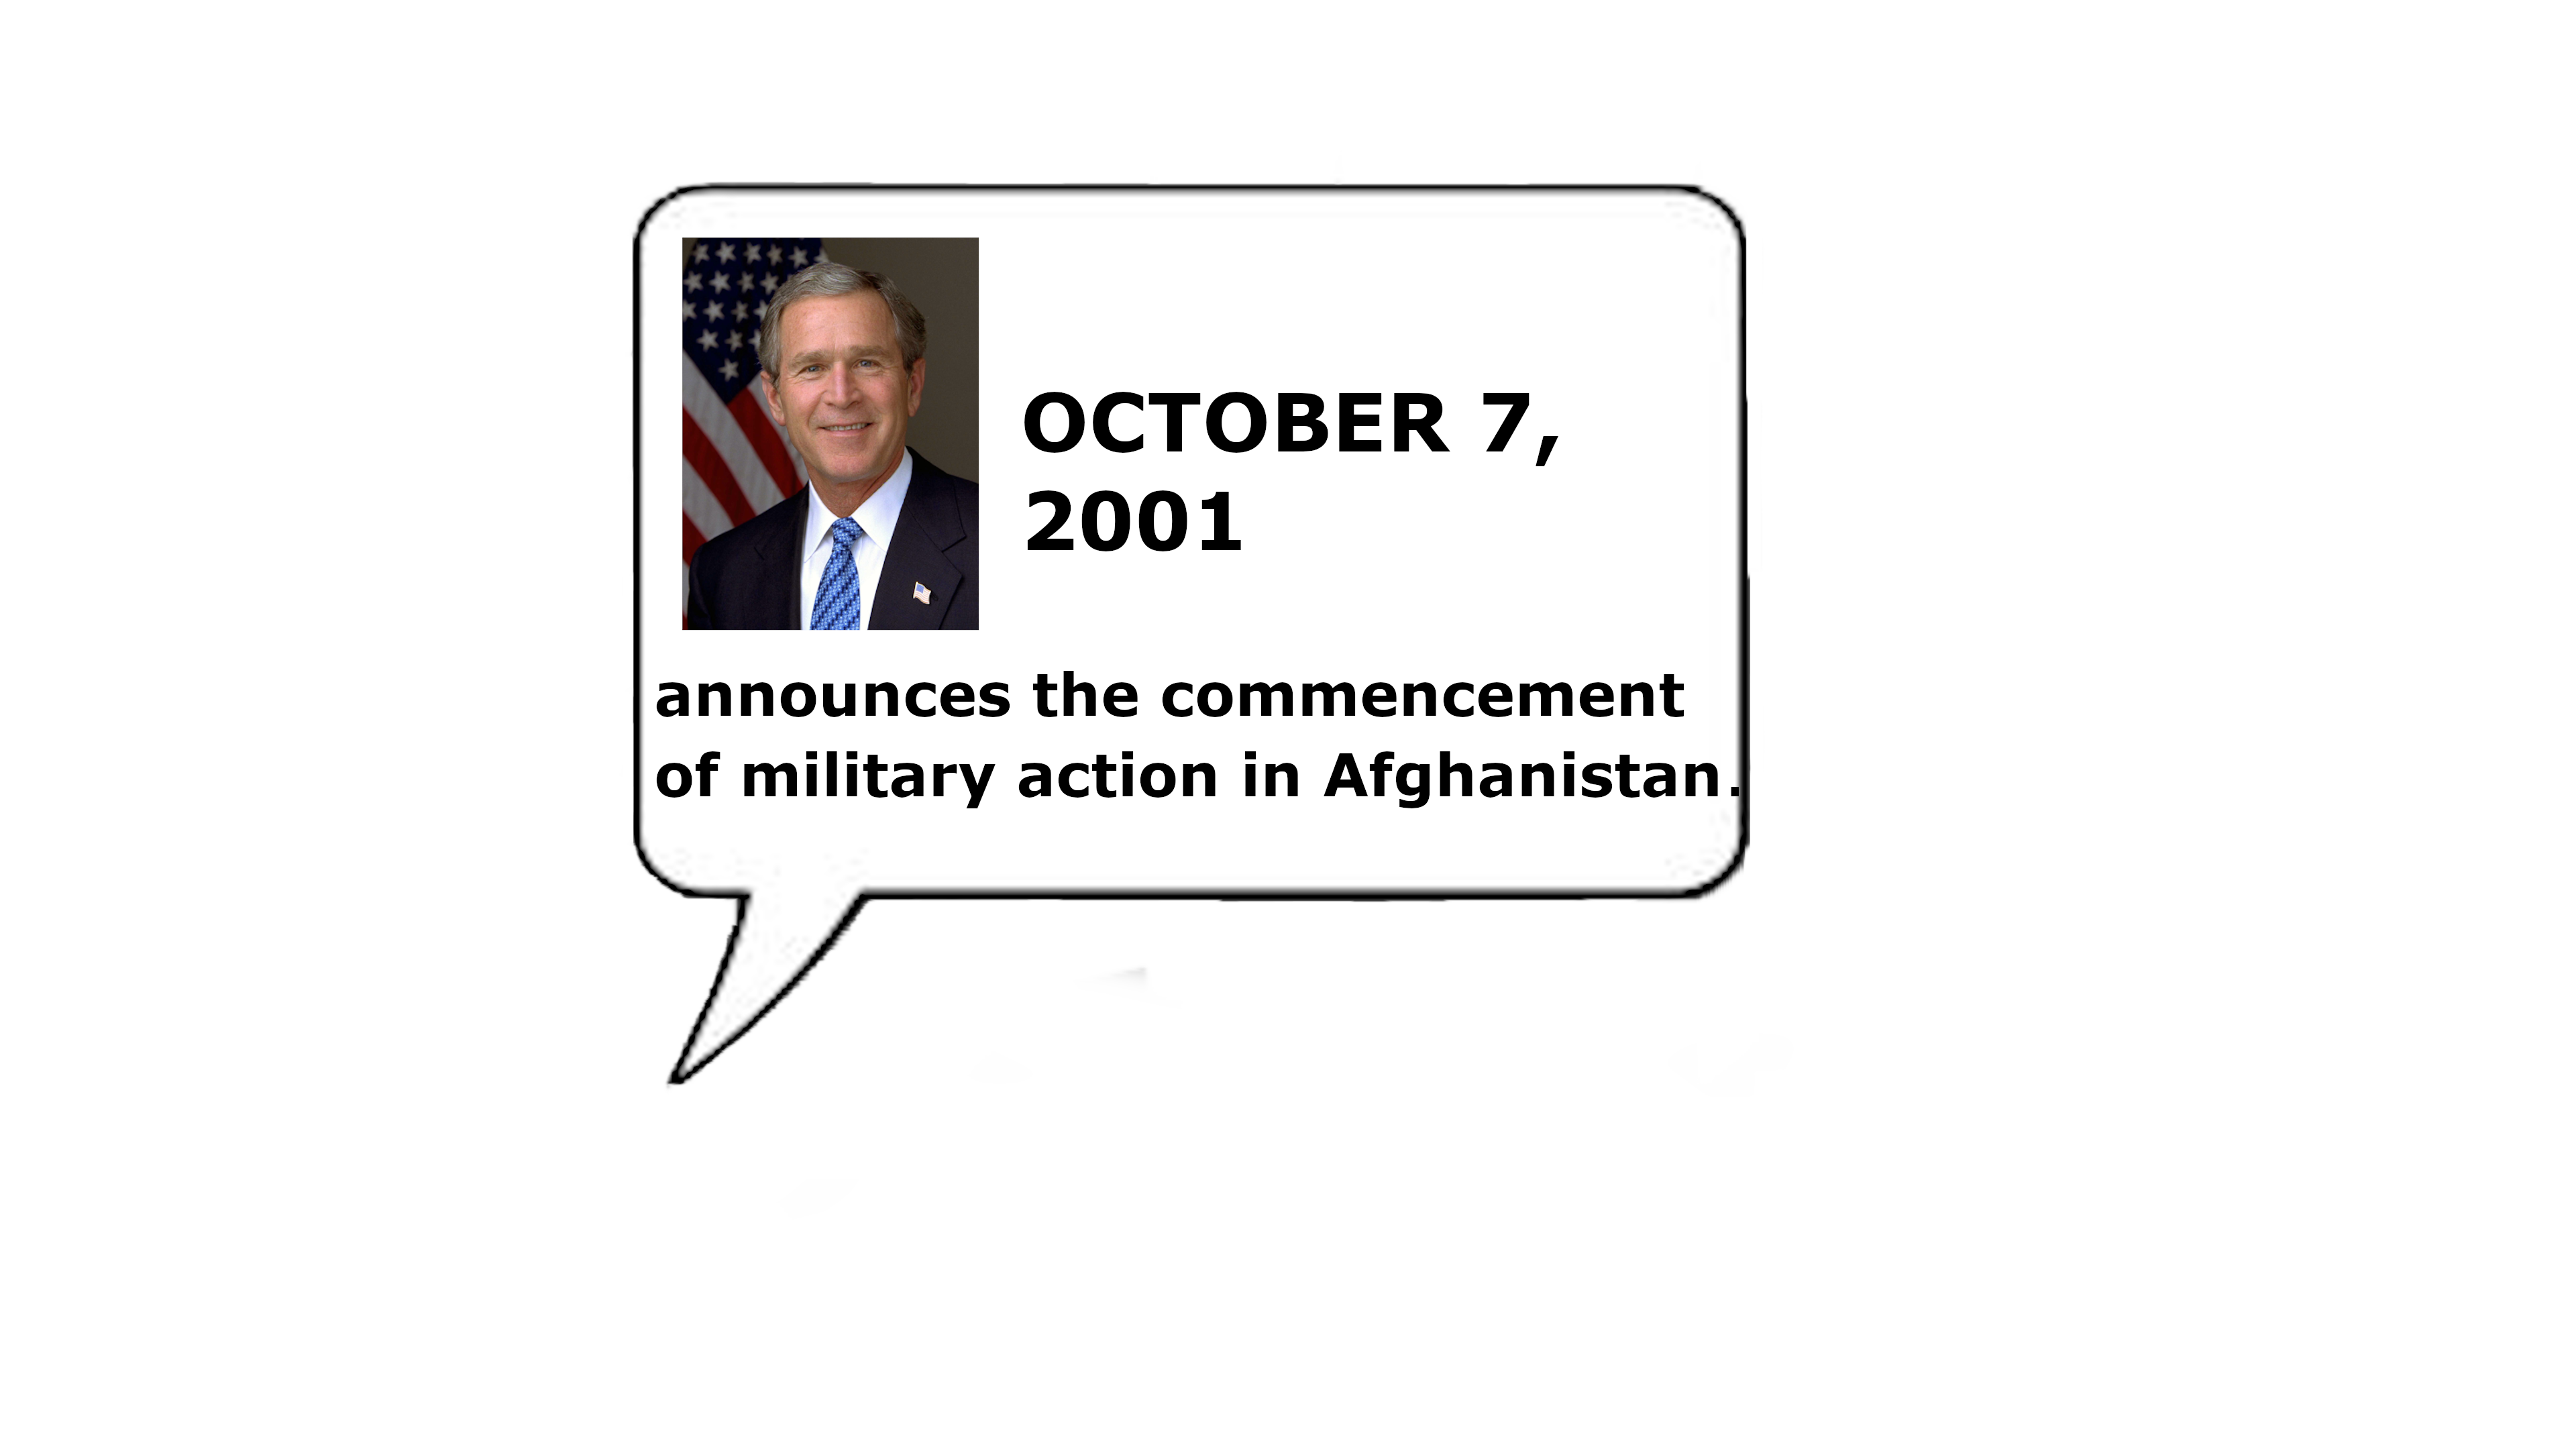 OCTOBER 7,
2001
announces the commencement
of military action in Afghanistan.